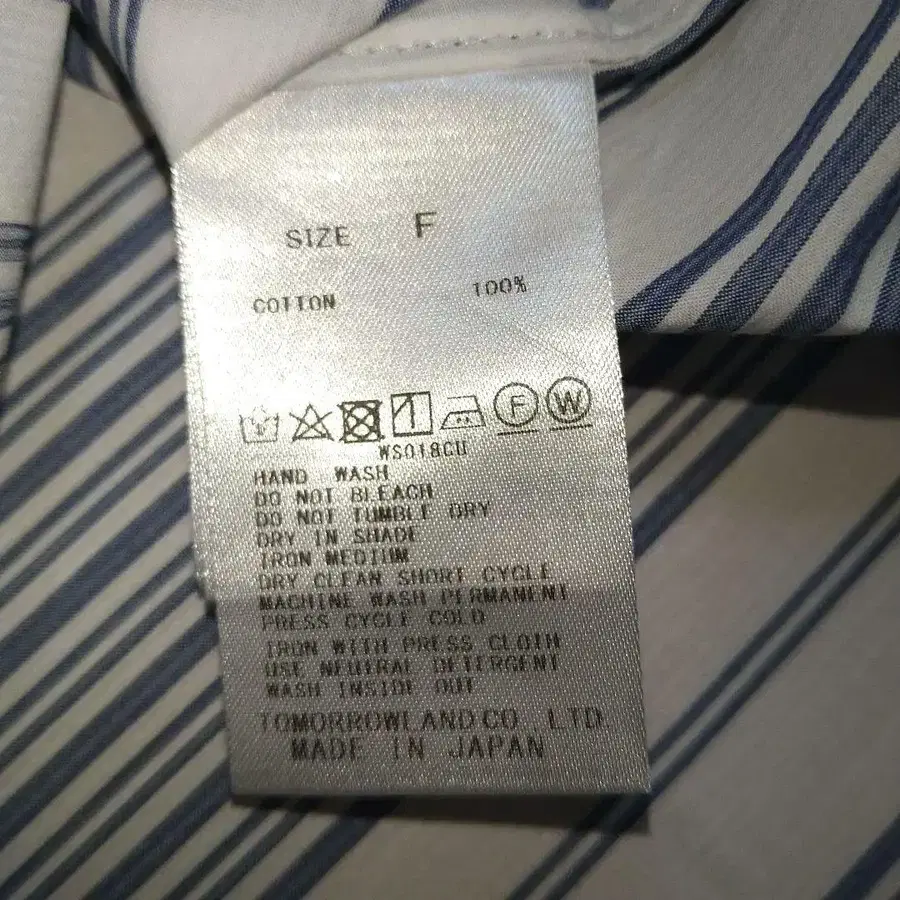 SIZE F
COTTON 100%
F W
WS018CU
HAND WASH
DO NOT BLEACH
DO NOT TUMBLE DRY
DRY IN SHADE
IRON MEDIUM
DRY CLEAN SHORT CYCLE
MACHINE WASH PERMANENT
PRESS CYCLE COLD
IRON WITH PRESS CLOTH
USE NEUTRAL DETERGENT
WASH INSIDE OUT
TOMORROWLAND CO., LTD.
MADE IN JAPAN